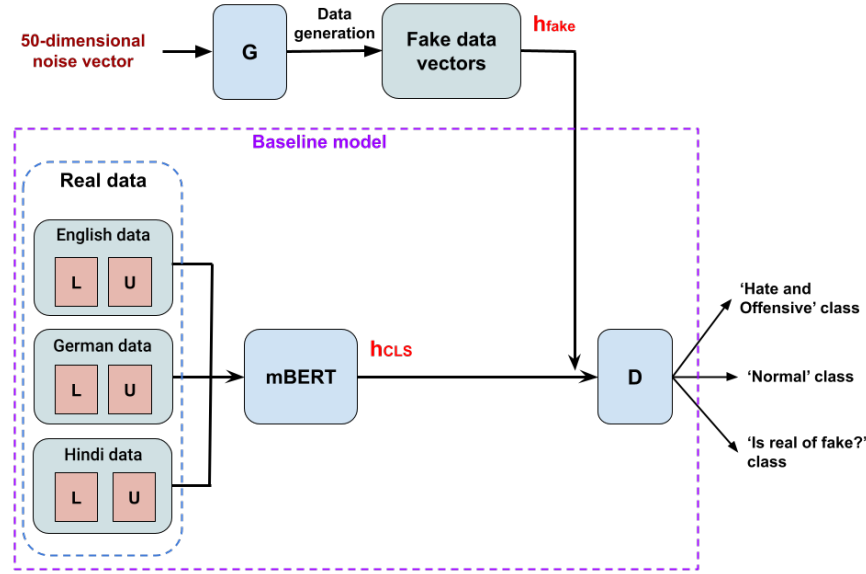 50-dimensional
noise vector
G
Data
generation
Fake data
vectors
hfake
Baseline model
Real data
English data
L U
German data
L U
Hindi data
L U
mBERT
hCLS
D
‘Hate and
Offensive’ class
‘Normal’ class
‘Is real of fake?’
class